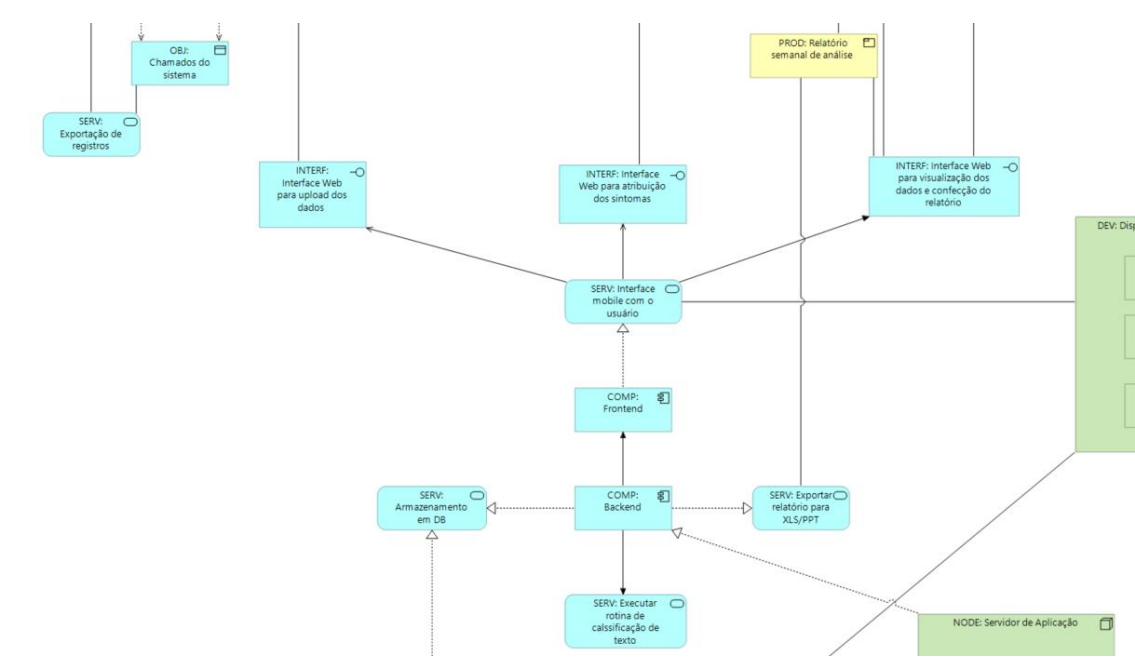 OBJ:
Chamados do
sistema
PROD: Relatório
semanal de análise
SERV:
Exportação de
registros
INTERF:
Interface Web
para upload dos
dados
INTERF: Interface
Web para atribuição
dos sintomas
INTERF: Interface Web
para visualização dos
dados e confecção do
relatório
DEV: Disp
SERV: Interface
mobile com o
usuário
COMP:
Frontend
SERV:
Armazenamento
em DB
COMP:
Backend
SERV: Exportar
relatório para
XLS/PPT
SERV: Executar
rotina de
calssificação de
texto
NODE: Servidor de Aplicação